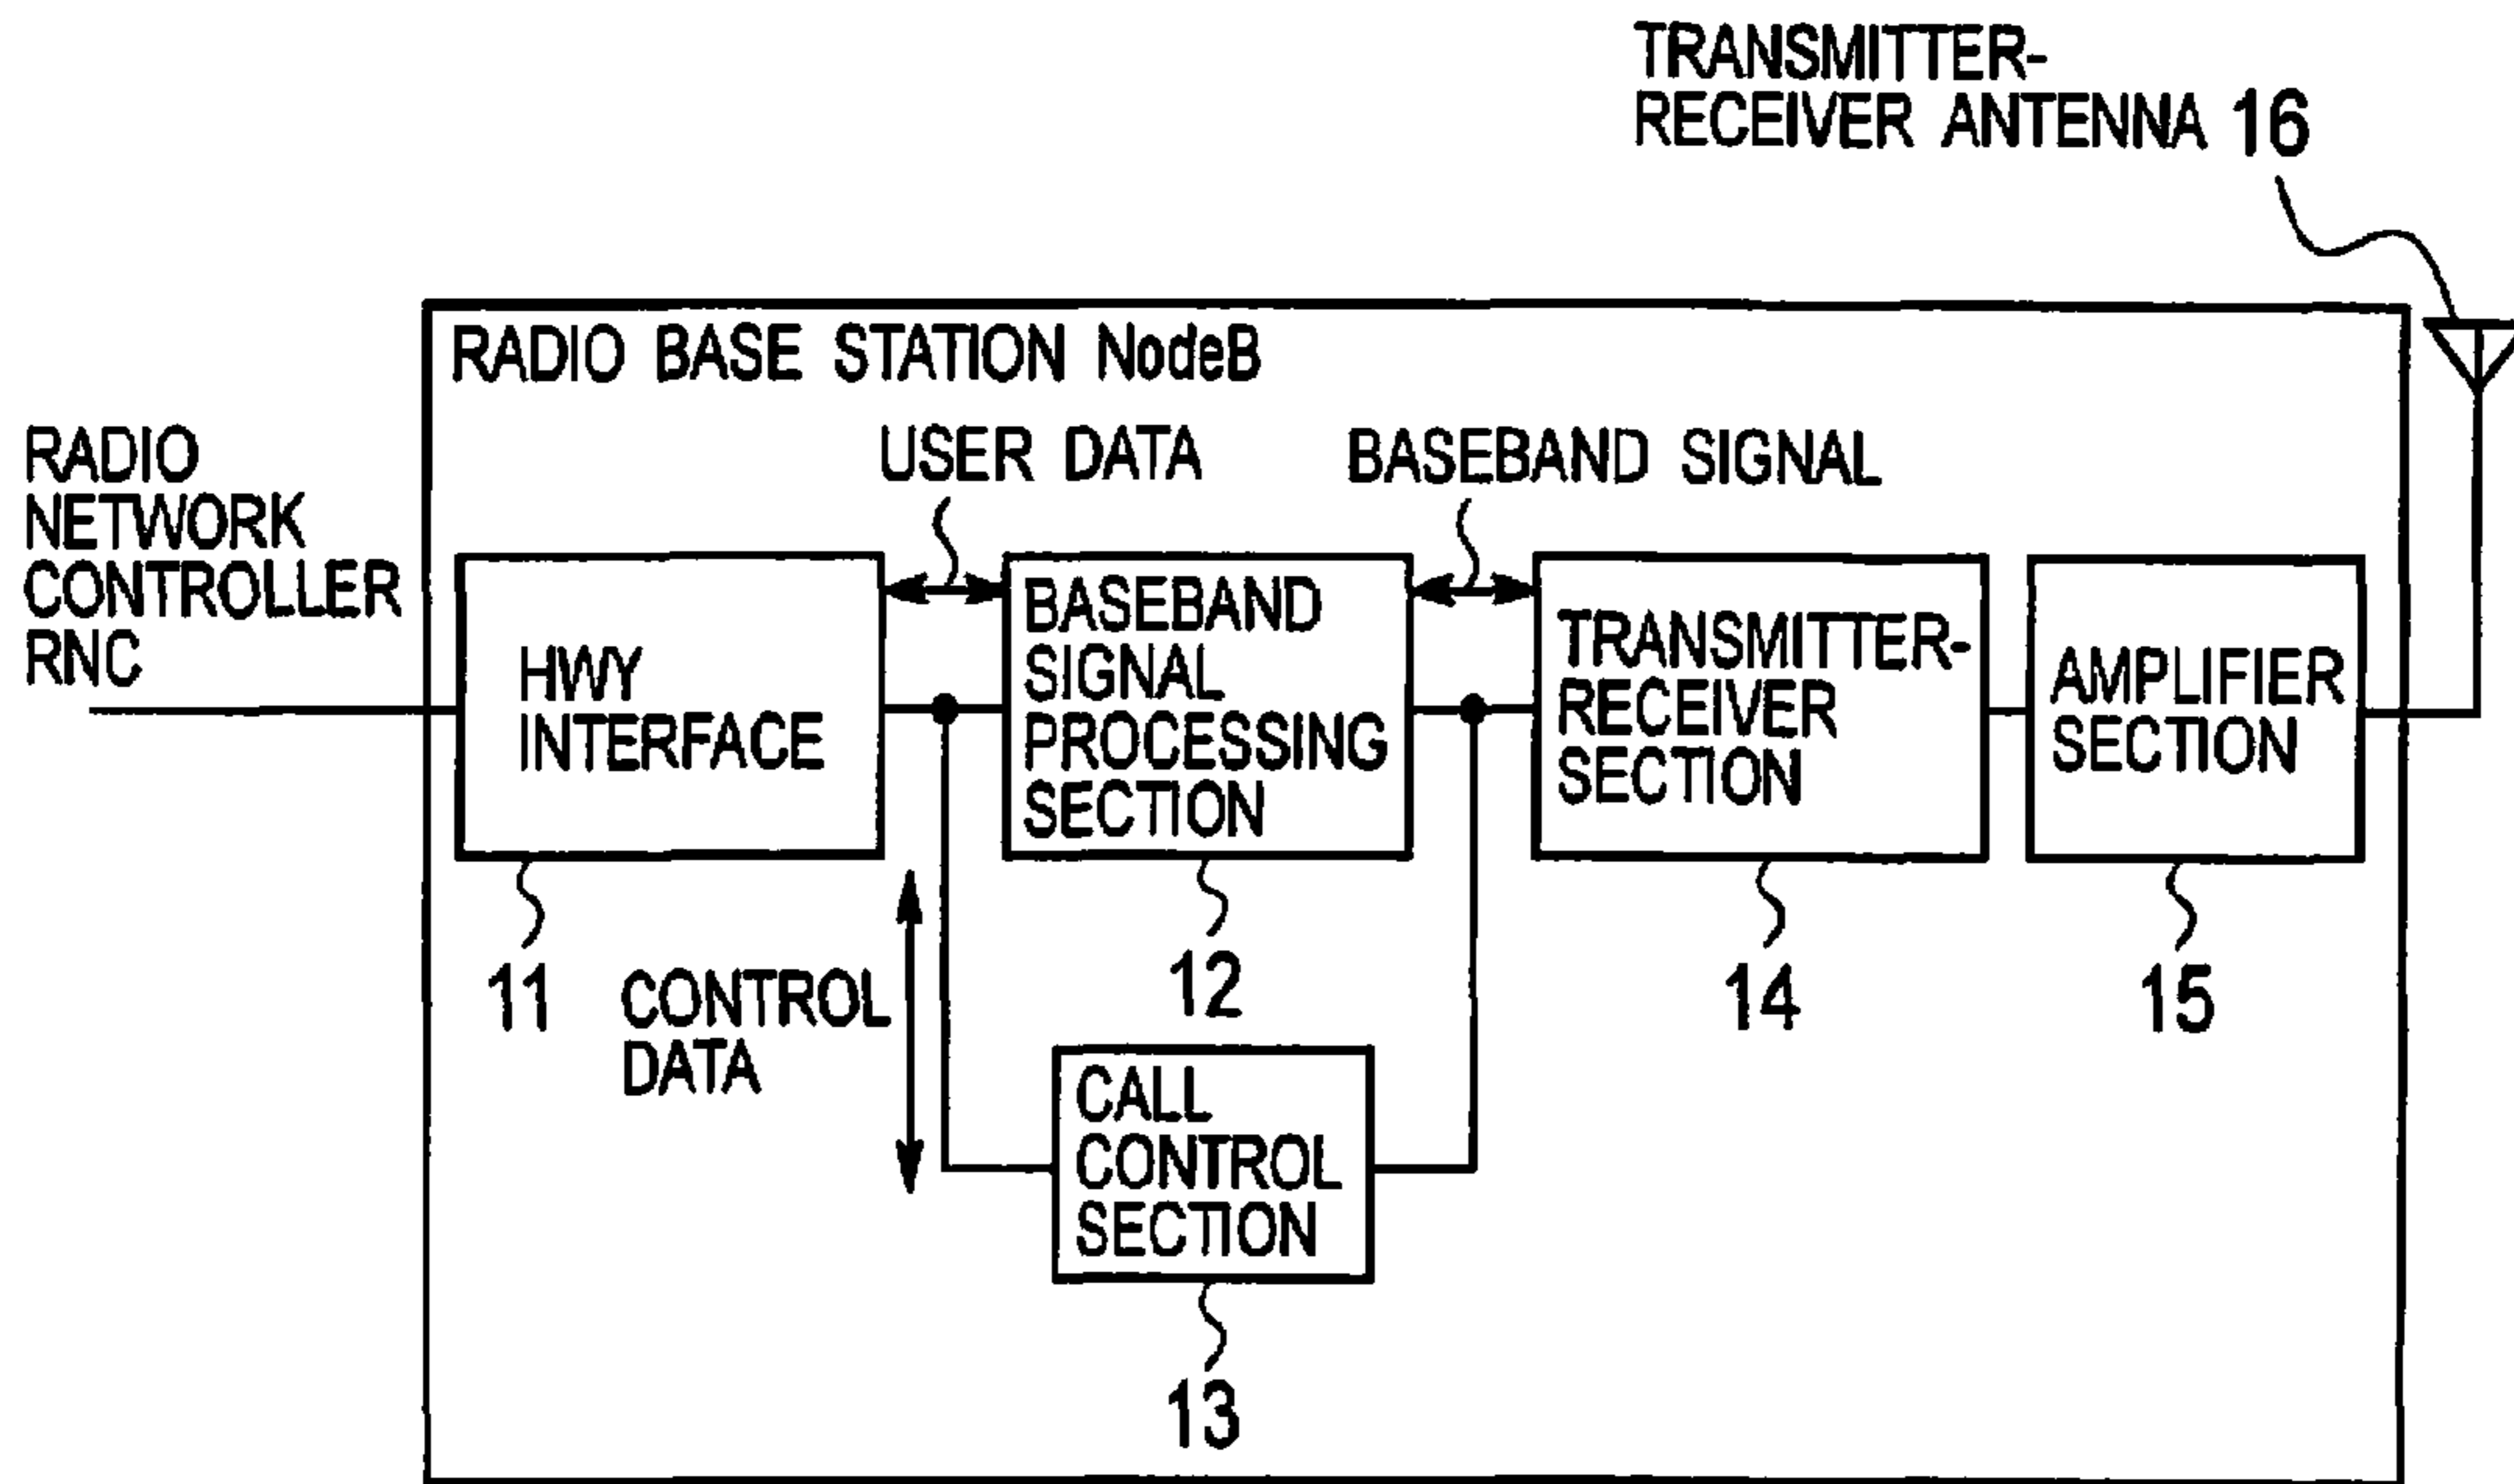 TRANSMITTER-
RECEIVER ANTENNA 16
RADIO BASE STATION NodeB
RADIO
NETWORK
CONTROLLER
RNC
USER DATA
BASEBAND SIGNAL
HWY
INTERFACE
BASEBAND
SIGNAL
PROCESSING
SECTION
TRANSMITTER-
RECEIVER
SECTION
AMPLIFIER
SECTION
11
CONTROL
DATA
12
14
15
CALL
CONTROL
SECTION
13